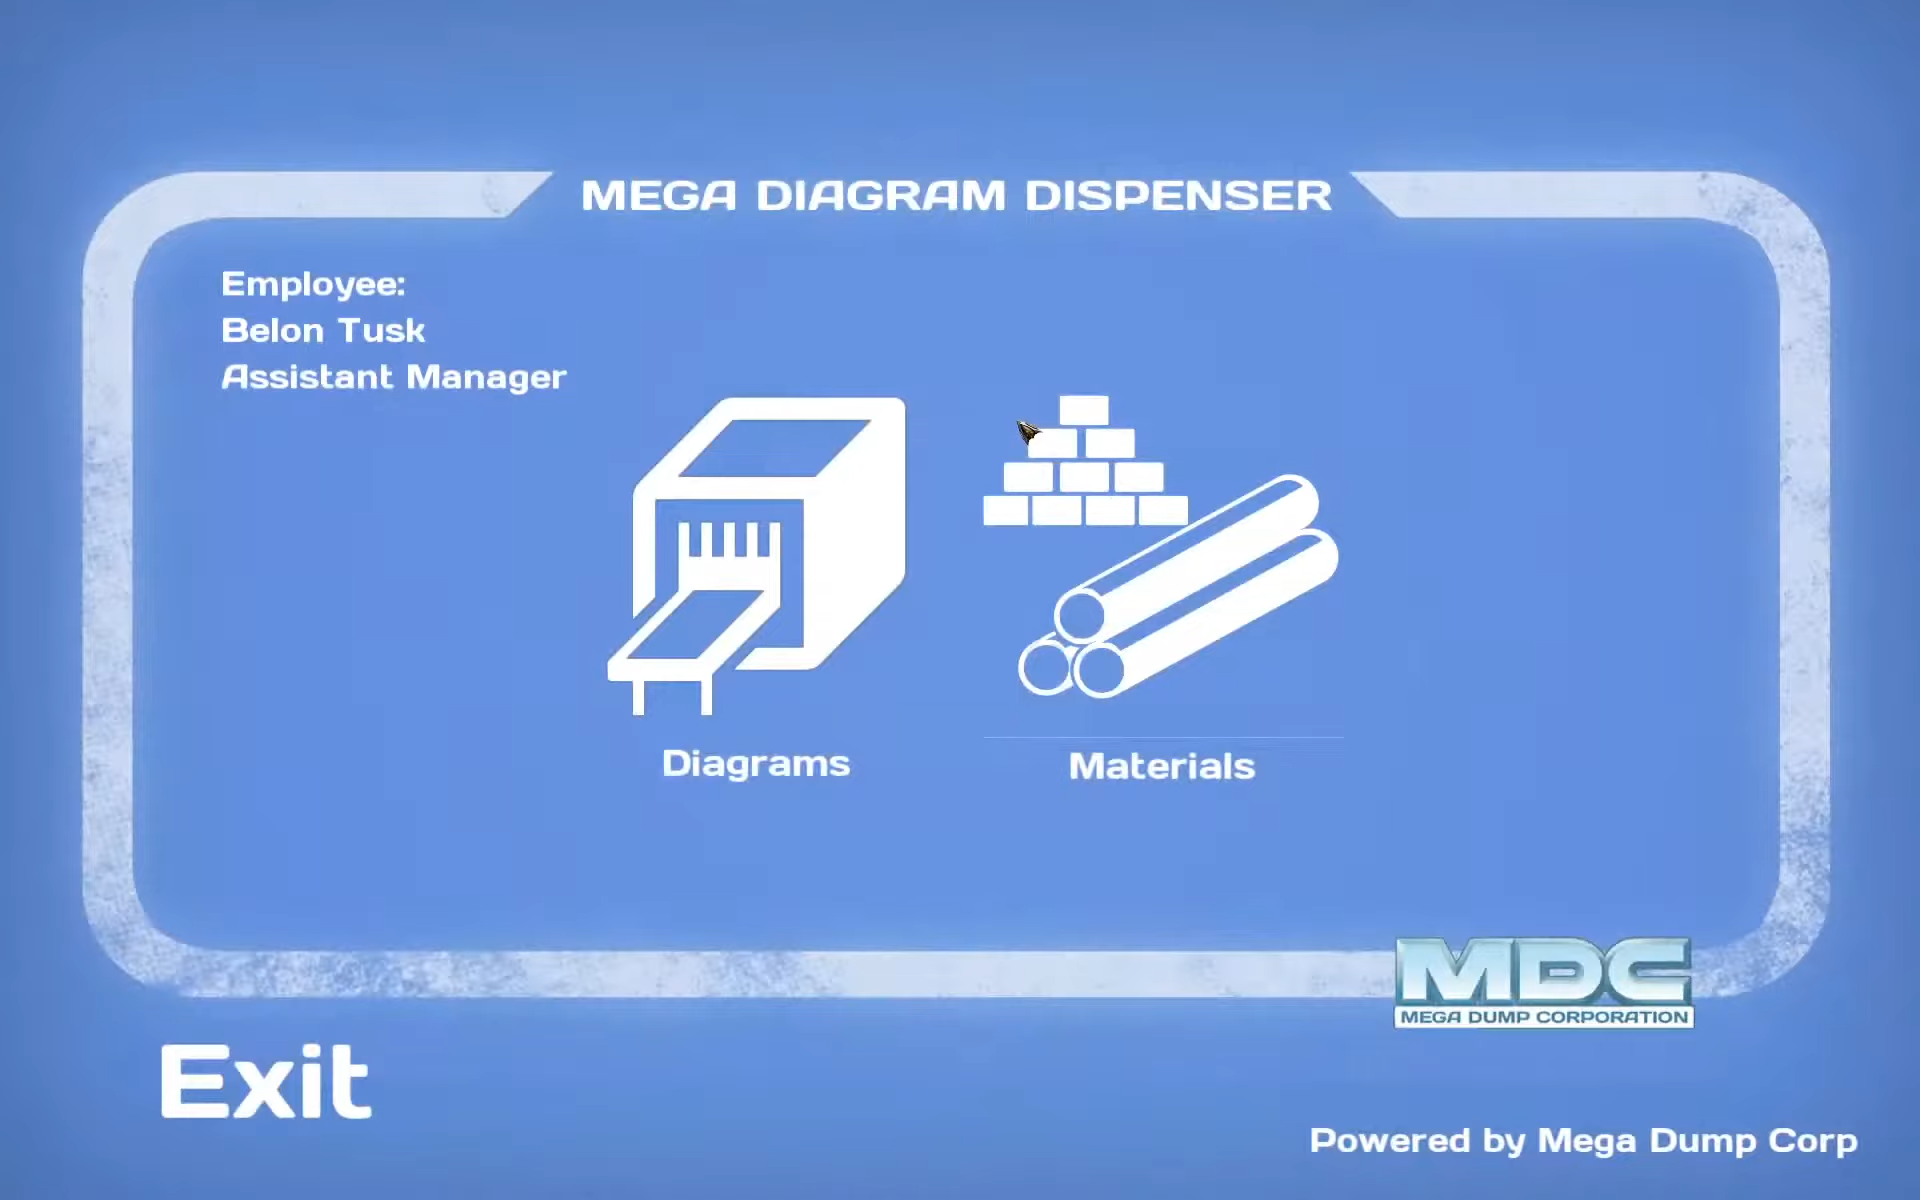 MEGA DIAGRAM DISPENSER
Employee:
Belon Tusk
Assistant Manager
Diagrams
Materials
MDC
MEGA DUMP CORPORATION
Exit
Powered by Mega Dump Corp